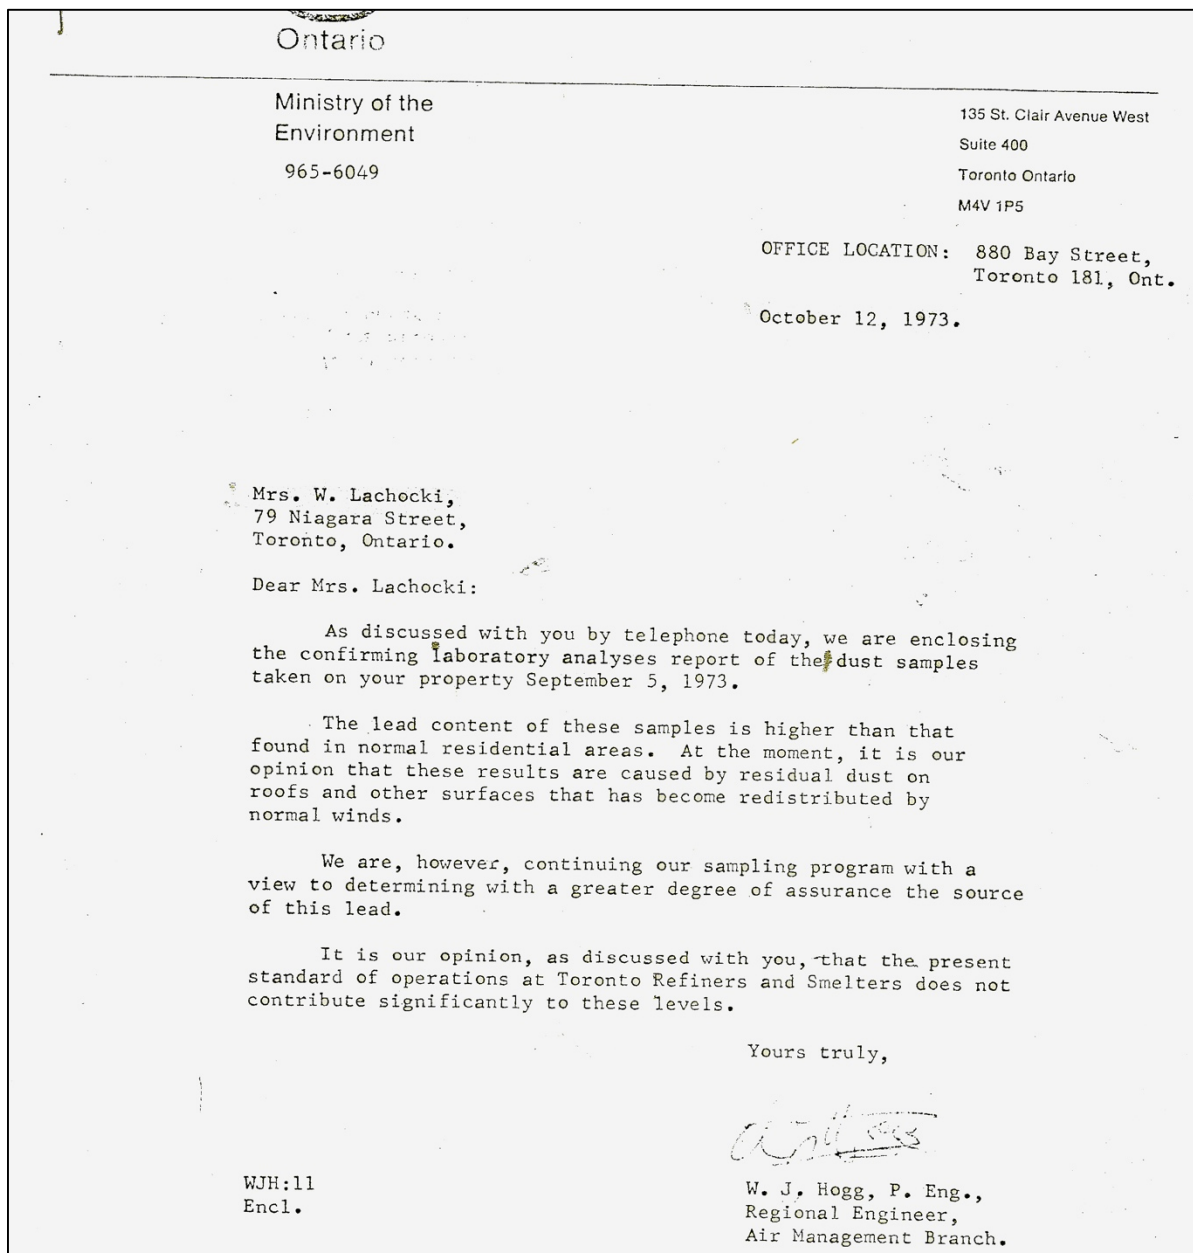 Ontario
Ministry of the
Environment
965-6049
135 St. Clair Avenue West
Suite 400
Toronto Ontario
M4V 1P5
OFFICE LOCATION: 880 Bay Street,
Toronto 181, Ont.
October 12, 1973.
Mrs. W. Lachocki,
79 Niagara Street,
Toronto, Ontario.
Dear Mrs. Lachocki:
As discussed with you by telephone today, we are enclosing
the confirming laboratory analyses report of the dust samples
taken on your property September 5, 1973.
The lead content of these samples is higher than that
found in normal residential areas. At the moment, it is our
opinion that these results are caused by residual dust on
roofs and other surfaces that has become redistributed by
normal winds.
We are, however, continuing our sampling program with a
view to determining with a greater degree of assurance the source
of this lead.
It is our opinion, as discussed with you, that the present
standard of operations at Toronto Refiners and Smelters does not
contribute significantly to these levels.
Yours truly,
WJH:11
Encl.
W. J. Hogg, P. Eng.,
Regional Engineer,
Air Management Branch.